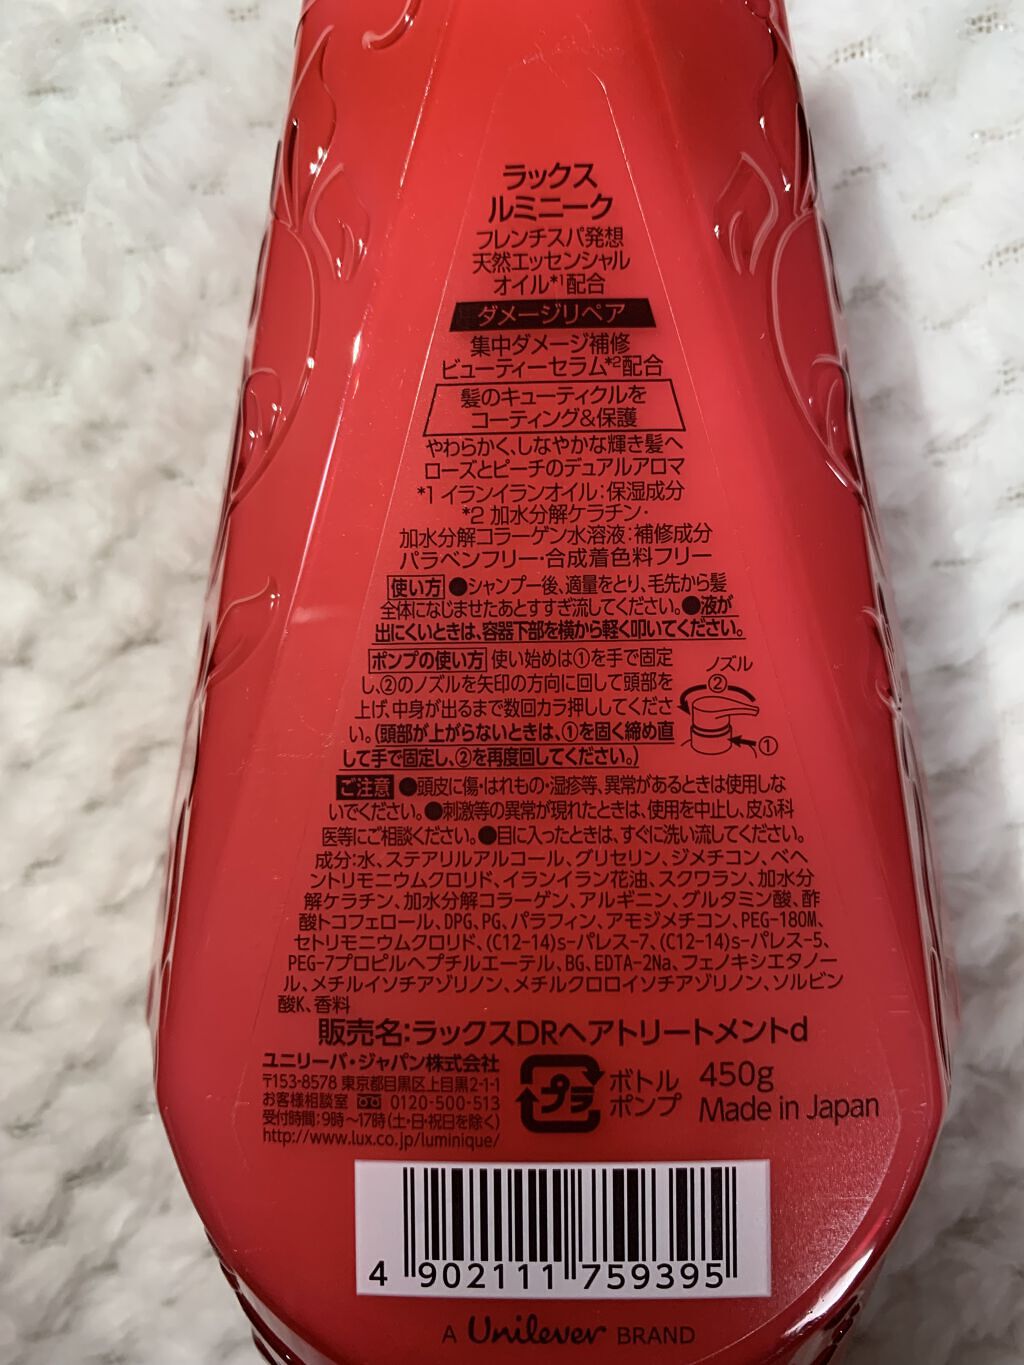 ラックス
ルミニーク
フレンチスパ発想
天然エッセンシャル
オイル*1配合
ダメージリペア
集中ダメージ補修
ビューティーセラム*2配合
髪のキューティクルを
コーティング&保護
やわらかく、しなやかな輝き髪へ
ローズとピーチのデュアルアロマ
*1 イランイランオイル:保湿成分
*2 加水分解ケラチン・
加水分解コラーゲン水溶液:補修成分
パラベンフリー・合成着色料フリー
使い方 ●シャンプー後、適量をとり、毛先から髪
全体になじませたあとすすぎ流してください。●液が
出にくいときは、容器下部を横から軽く叩いてください。
ポンプの使い方 使い始めは①を手で固定
し、②のノズルを矢印の方向に回して頭部を
上げ、中身が出るまで数回カラ押ししてくださ
い。(頭部が上がらないときは、①を固く締め直
して手で固定し、②を再度回してください。)
ノズル
②
①
ご注意 ●頭皮に傷・はれもの・湿疹等、異常があるときは使用しな
いでください。●刺激等の異常が現れたときは、使用を中止し、皮ふ科
医等にご相談ください。●目に入ったときは、すぐに洗い流してください。
成分:水、ステアリルアルコール、グリセリン、ジメチコン、ベヘ
ントリモニウムクロリド、イランイラン花油、スクワラン、加水分
解ケラチン、加水分解コラーゲン、アルギニン、グルタミン酸、酢
酸トコフェロール、DPG、PG、パラフィン、アモジメチコン、PEG-180M、
セトリモニウムクロリド、(C12-14)s-パレス-7、(C12-14)s-パレス-5、
PEG-7プロピルヘプチルエーテル、BG、EDTA-2Na、フェノキシエタノー
ル、メチルイソチアゾリノン、メチルクロロイソチアゾリノン、ソルビン
酸K、香料
販売名:ラックスDRヘアトリートメントd
ユニリーバ・ジャパン株式会社
〒153-8578 東京都目黒区上目黒2-1-1
お客様相談室 0120-500-513
受付時間:9時〜17時(土・日・祝日を除く)
http://www.lux.co.jp/luminique/
プラ
ボトル
ポンプ
450g
Made in Japan
4 902111 759395
A Unilever BRAND